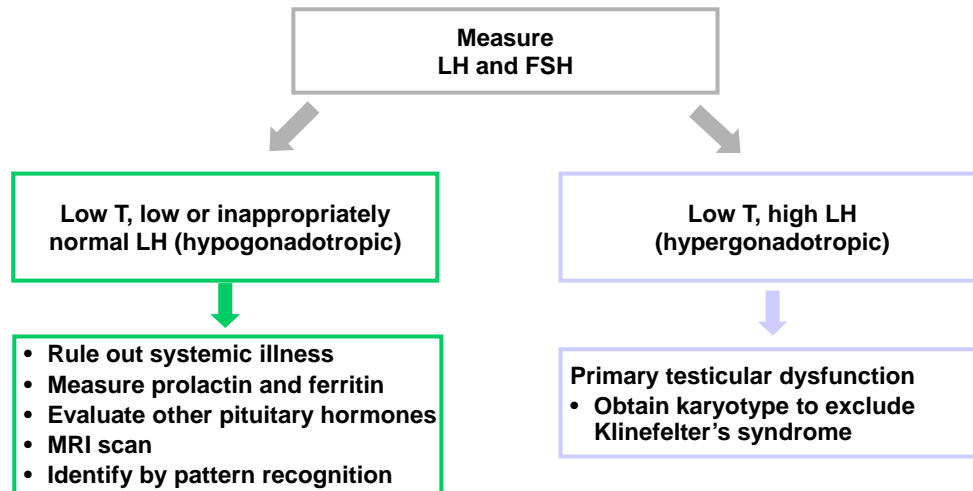 Measure
LH and FSH
Low T, low or inappropriately
normal LH (hypogonadotropic)
Low T, high LH
(hypergonadotropic)
• Rule out systemic illness
• Measure prolactin and ferritin
• Evaluate other pituitary hormones
• MRI scan
• Identify by pattern recognition
Primary testicular dysfunction
• Obtain karyotype to exclude
Klinefelter’s syndrome